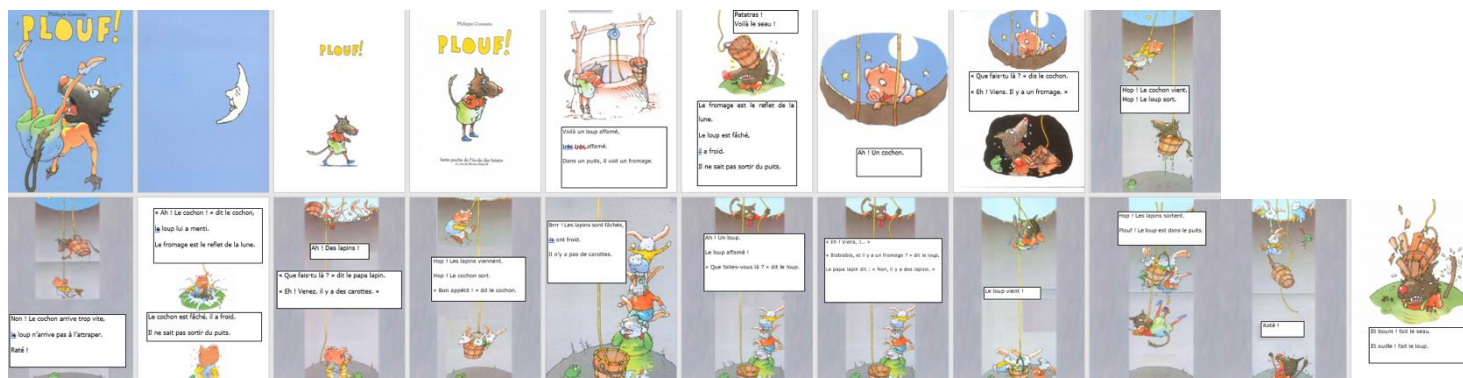 PLOUF!
PLOUF!
Philippe Corentin
PLOUF!
Voilà un loup affamé,
très très affamé.
Dans un puits, il voit un fromage.
Patatras !
Voilà le seau !
Le fromage est le reflet de la
lune.
Le loup est fâché,
il a froid.
Il ne sait pas sortir du puits.
Ah ! Un cochon.
« Que fais-tu là ? » dis le cochon.
« Eh ! Viens. Il y a un fromage. »
Hop ! Le cochon vient.
Hop ! Le loup sort.
Non ! Le cochon arrive trop vite,
le loup n'arrive pas à l'attraper.
Raté !
« Ah ! Le cochon ! » dit le cochon,
le loup lui a menti.
Le fromage est le reflet de la lune.
Le cochon est fâché, il a froid.
Il ne sait pas sortir du puits.
Ah ! Des lapins !
« Que fais-tu là ? » dit le papa lapin.
« Eh ! Venez, il y a des carottes. »
Hop ! Les lapins viennent.
Hop ! Le cochon sort.
« Bon appétit ! » dit le cochon,
Brrr ! Les lapins sont fâchés,
ils ont froid.
Il n'y a pas de carottes.
Ah ! Un loup.
Le loup affamé !
« Que faites-vous là ? » dit le loup.
« Eh ! Viens, il... »
« Blablabla, et il y a un fromage ? » dit le loup.
Le papa lapin dit : « Non, il y a des lapins. »
Le loup vient !
Hop ! Les lapins sortent.
Plouf ! Le loup est dans le puits.
Raté !
Et boum ! fait le seau.
Et ouille ! fait le loup.